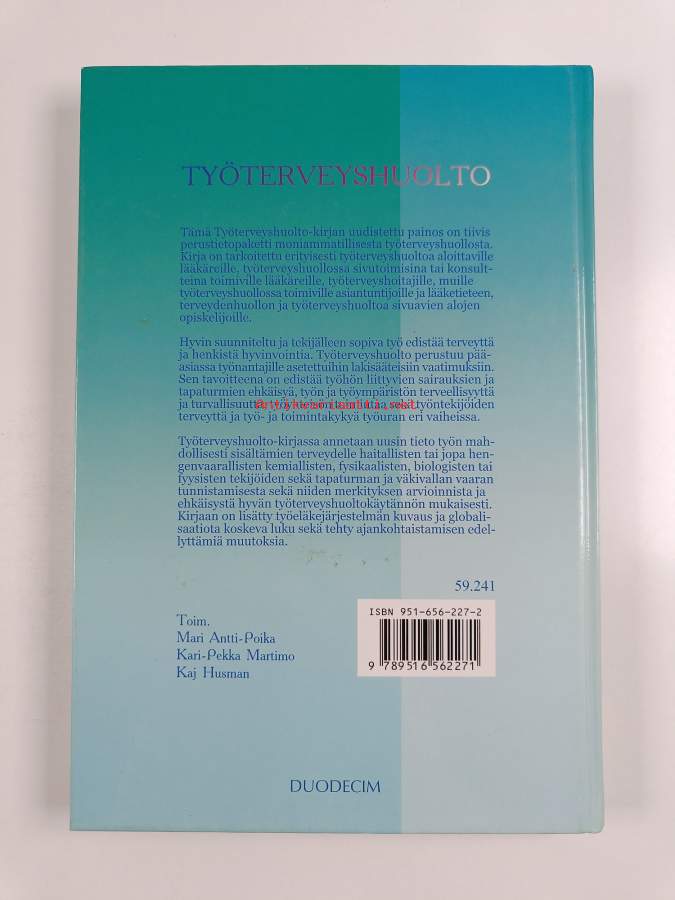 TYÖTERVEYSHUOLTO
Tämä Työterveyshuolto-kirjan uudistettu painos on tiivis
perustietopaketti moniammatillisesta työterveyshuollosta.
Kirja on tarkoitettu erityisesti työterveyshuoltoa aloittaville
lääkäreille, työterveyshuollossa sivutoimisina tai konsult-
teina toimiville lääkäreille, työterveyshoitajille, muille
työterveyshuollossa toimiville asiantuntijoille ja lääketieteen,
terveydenhuollon ja työterveyshuoltoa sivuavien alojen
opiskelijoille.
Hyvin suunniteltu ja tekijälleen sopiva työ edistää terveyttä
ja henkistä hyvinvointia. Työterveyshuolto perustuu pää-
asiassa työnantajille asetettuihin lakisääteisiin vaatimuksiin.
Sen tavoitteena on edistää työhön liittyvien sairauksien ja
tapaturmien ehkäisyä, työn ja työympäristön terveellisyyttä
ja turvallisuutta, työyhteisön toimintaa sekä työntekijöiden
terveyttä ja työ- ja toimintakykyä työuran eri vaiheissa.
Työterveyshuolto-kirjassa annetaan uusin tieto työn mah-
dollisesti sisältämien terveydelle haitallisten tai jopa hen-
genvaarallisten kemiallisten, fysikaalisten, biologisten tai
fyysisten tekijöiden sekä tapaturman ja väkivallan vaaran
tunnistamisesta sekä niiden merkityksen arvioinnista ja
ehkäisystä hyvän työterveyshuoltokäytännön mukaisesti.
Kirjaan on lisätty työeläkejärjestelmän kuvaus ja globali-
saatiota koskeva luku sekä tehty ajankohtaistamisen edel-
lyttämiä muutoksia.
59.241
ISBN 951-656-227-2
9 789516 562271
Toim.
Mari Antti-Poika
Kari-Pekka Martimo
Kaj Husman
DUODECIM